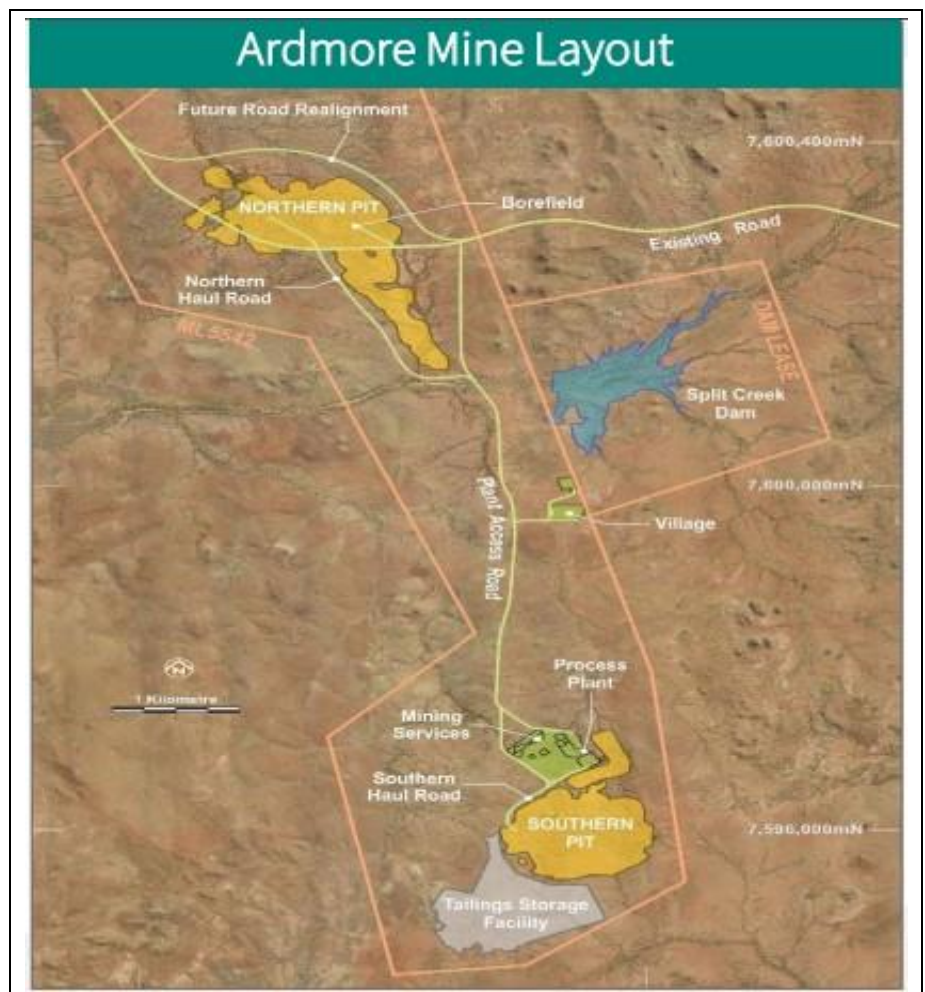 Ardmore Mine Layout
Future Road Realignment
7,600,400mN
NORTHERN PIT
Borefield
Existing Road
Northern
Haul Road
ML 5542
DAM LEASE
Split Creek
Dam
7,600,000mN
Plant Access Road
Village
N
1 Kilometre
Process
Plant
Mining
Services
Southern
Haul Road
SOUTHERN
PIT
7,596,000mN
Tailings Storage
Facility